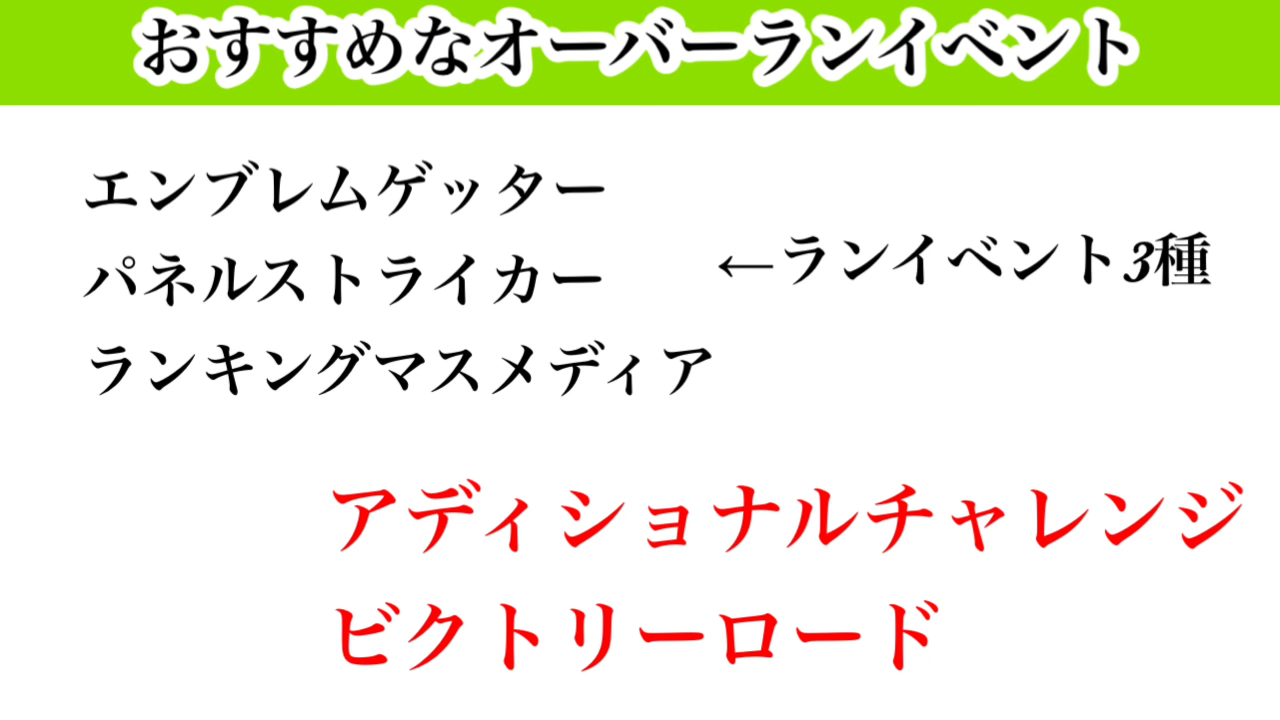 おすすめなオーバーランイベント
エンブレムゲッター
パネルストライカー
←ランイベント3種
ランキングマスメディア
アディショナルチャレンジ
ビクトリーロード